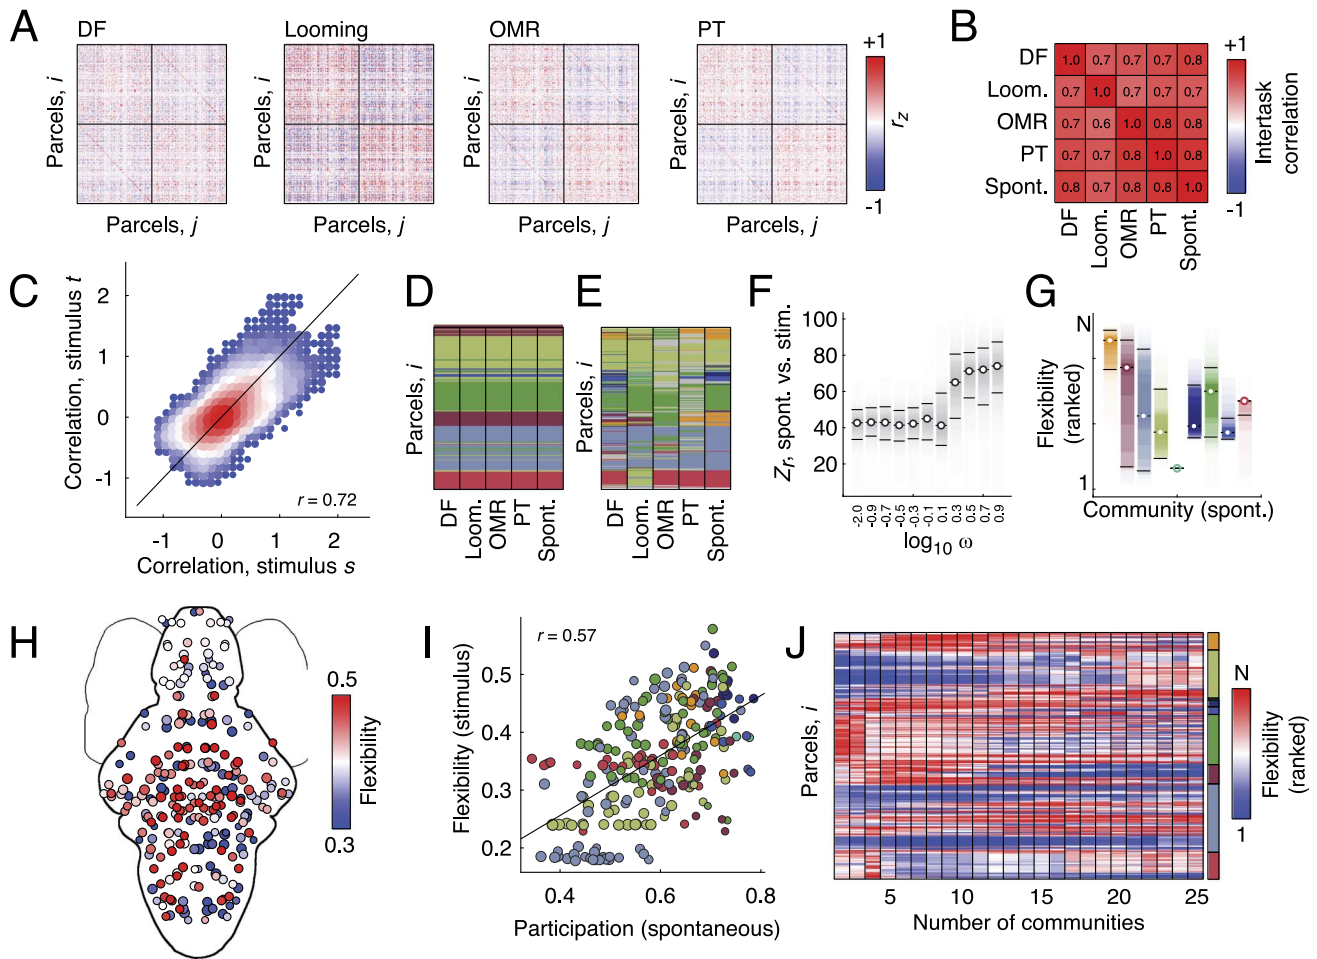 A
DF
Looming
OMR
PT
B
Parcels, i
Parcels, i
Parcels, i
Parcels, i
Parcels, j
Parcels, j
Parcels, j
Parcels, j
+1
rz
-1
DF 1.0 0.7 0.7 0.7 0.8
Loom. 0.7 1.0 0.7 0.7 0.7
OMR 0.7 0.6 1.0 0.8 0.8
PT 0.7 0.7 0.8 1.0 0.8
Spont. 0.8 0.7 0.8 0.8 1.0
DF Loom. OMR PT Spont.
+1
Intertask
correlation
-1
C
Correlation, stimulus t
2
1
0
-1
r = 0.72
-1 0 1 2
Correlation, stimulus s
D
Parcels, i
DF Loom. OMR PT Spont.
E
Parcels, i
DF Loom. OMR PT Spont.
F
Zr, spont. vs. stim.
100
80
60
40
20
-2.0 -0.9 -0.7 -0.5 -0.3 -0.1 0.1 0.3 0.5 0.7 0.9
log10 ω
G
Flexibility
(ranked)
N
1
Community (spont.)
H
0.5
Flexibility
0.3
I
r = 0.57
Flexibility (stimulus)
0.5
0.4
0.3
0.2
0.4 0.6 0.8
Participation (spontaneous)
J
Parcels, i
5 10 15 20 25
Number of communities
N
Flexibility
(ranked)
1